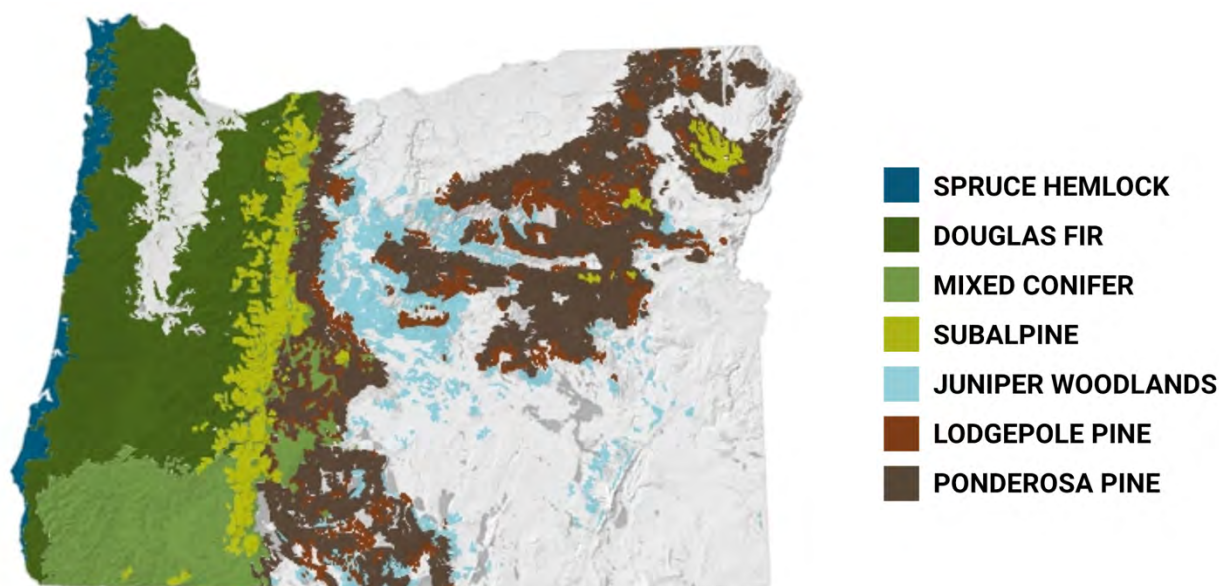 SPRUCE HEMLOCK
DOUGLAS FIR
MIXED CONIFER
SUBALPINE
JUNIPER WOODLANDS
LODGEPOLE PINE
PONDEROSA PINE